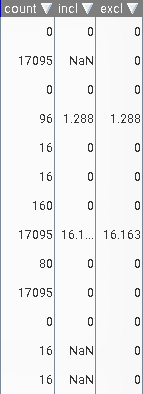 count incl excl
0 0 0
17095 NaN 0
0 0 0
96 1.288 1.288
16 0 0
16 0 0
160 0 0
17095 16.1... 16.163
80 0 0
17095 0 0
0 0 0
16 NaN 0
16 NaN 0